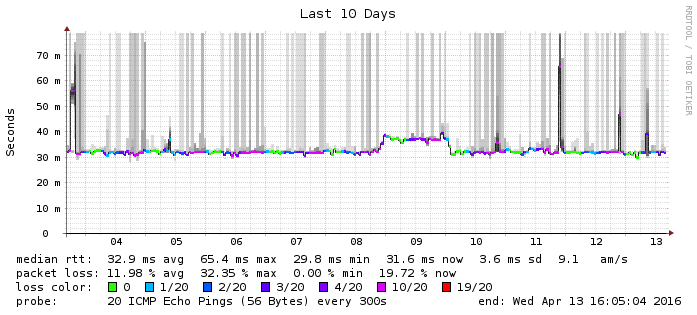 Last 10 Days
RRDTOOL / TOBI OETIKER
Seconds
70 m
60 m
50 m
40 m
30 m
20 m
10 m
0
04 05 06 07 08 09 10 11 12 13
median rtt: 32.9 ms avg 65.4 ms max 29.8 ms min 31.6 ms now 3.6 ms sd 9.1 am/s
packet loss: 11.98 % avg 32.35 % max 0.00 % min 19.72 % now
loss color: 0 1/20 2/20 3/20 4/20 10/20 19/20
probe: 20 ICMP Echo Pings (56 Bytes) every 300s end: Wed Apr 13 16:05:04 2016